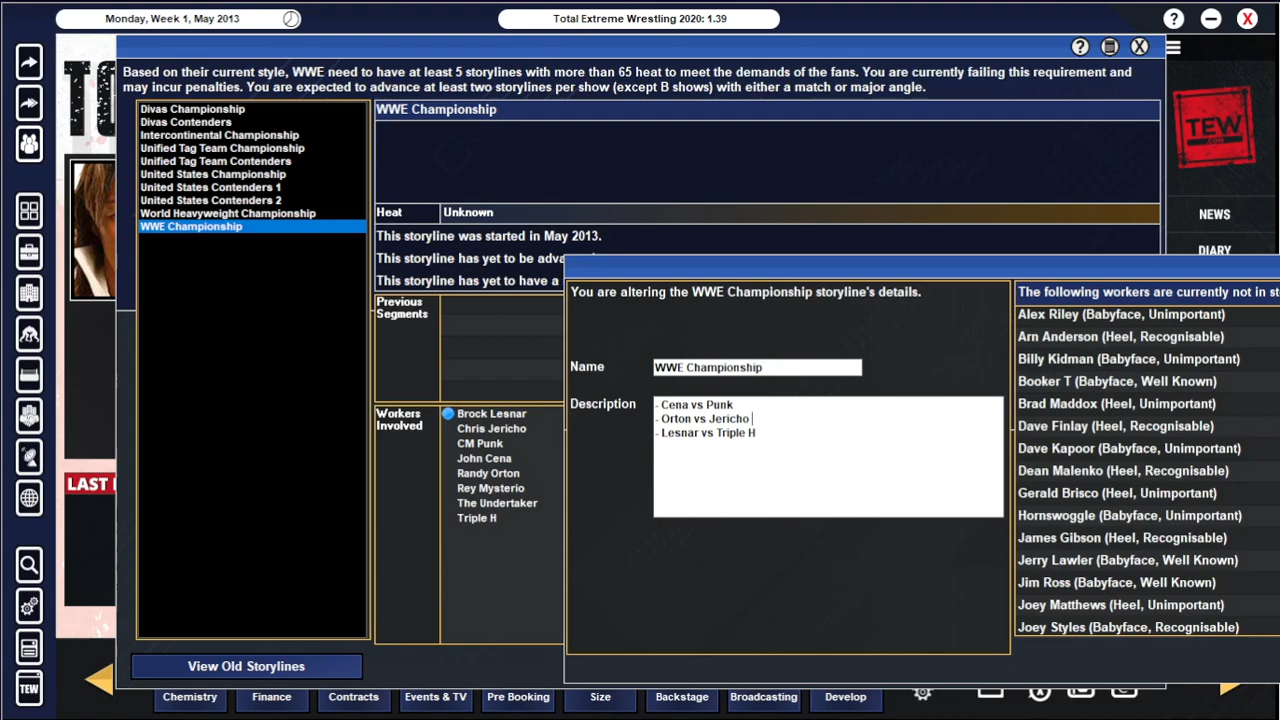 Monday, Week 1, May 2013
Total Extreme Wrestling 2020: 1.39
Based on their current style, WWE need to have at least 5 storylines with more than 65 heat to meet the demands of the fans. You are currently failing this requirement and
may incur penalties. You are expected to advance at least two storylines per show (except B shows) with either a match or major angle.
Divas Championship
Divas Contenders
Intercontinental Championship
Unified Tag Team Championship
Unified Tag Team Contenders
United States Championship
United States Contenders 1
United States Contenders 2
World Heavyweight Championship
WWE Championship
View Old Storylines
WWE Championship
Heat Unknown
This storyline was started in May 2013.
This storyline has yet to be adva
This storyline has yet to have a
Previous
Segments
Workers
Involved
Brock Lesnar
Chris Jericho
CM Punk
John Cena
Randy Orton
Rey Mysterio
The Undertaker
Triple H
You are altering the WWE Championship storyline's details.
Name WWE Championship
Description
- Cena vs Punk
- Orton vs Jericho
- Lesnar vs Triple H
The following workers are currently not in st
Alex Riley (Babyface, Unimportant)
Arn Anderson (Heel, Recognisable)
Billy Kidman (Babyface, Unimportant)
Booker T (Babyface, Well Known)
Brad Maddox (Babyface, Recognisable)
Dave Finlay (Heel, Recognisable)
Dave Kapoor (Babyface, Unimportant)
Dean Malenko (Heel, Recognisable)
Gerald Brisco (Heel, Unimportant)
Hornswoggle (Babyface, Unimportant)
James Gibson (Heel, Recognisable)
Jerry Lawler (Babyface, Well Known)
Jim Ross (Babyface, Well Known)
Joey Matthews (Heel, Unimportant)
Joey Styles (Babyface, Recognisable)
TEW
.COM
NEWS
DIARY
LAST
TEW
Chemistry
Finance
Contracts
Events & TV
Pre Booking
Size
Backstage
Broadcasting
Develop